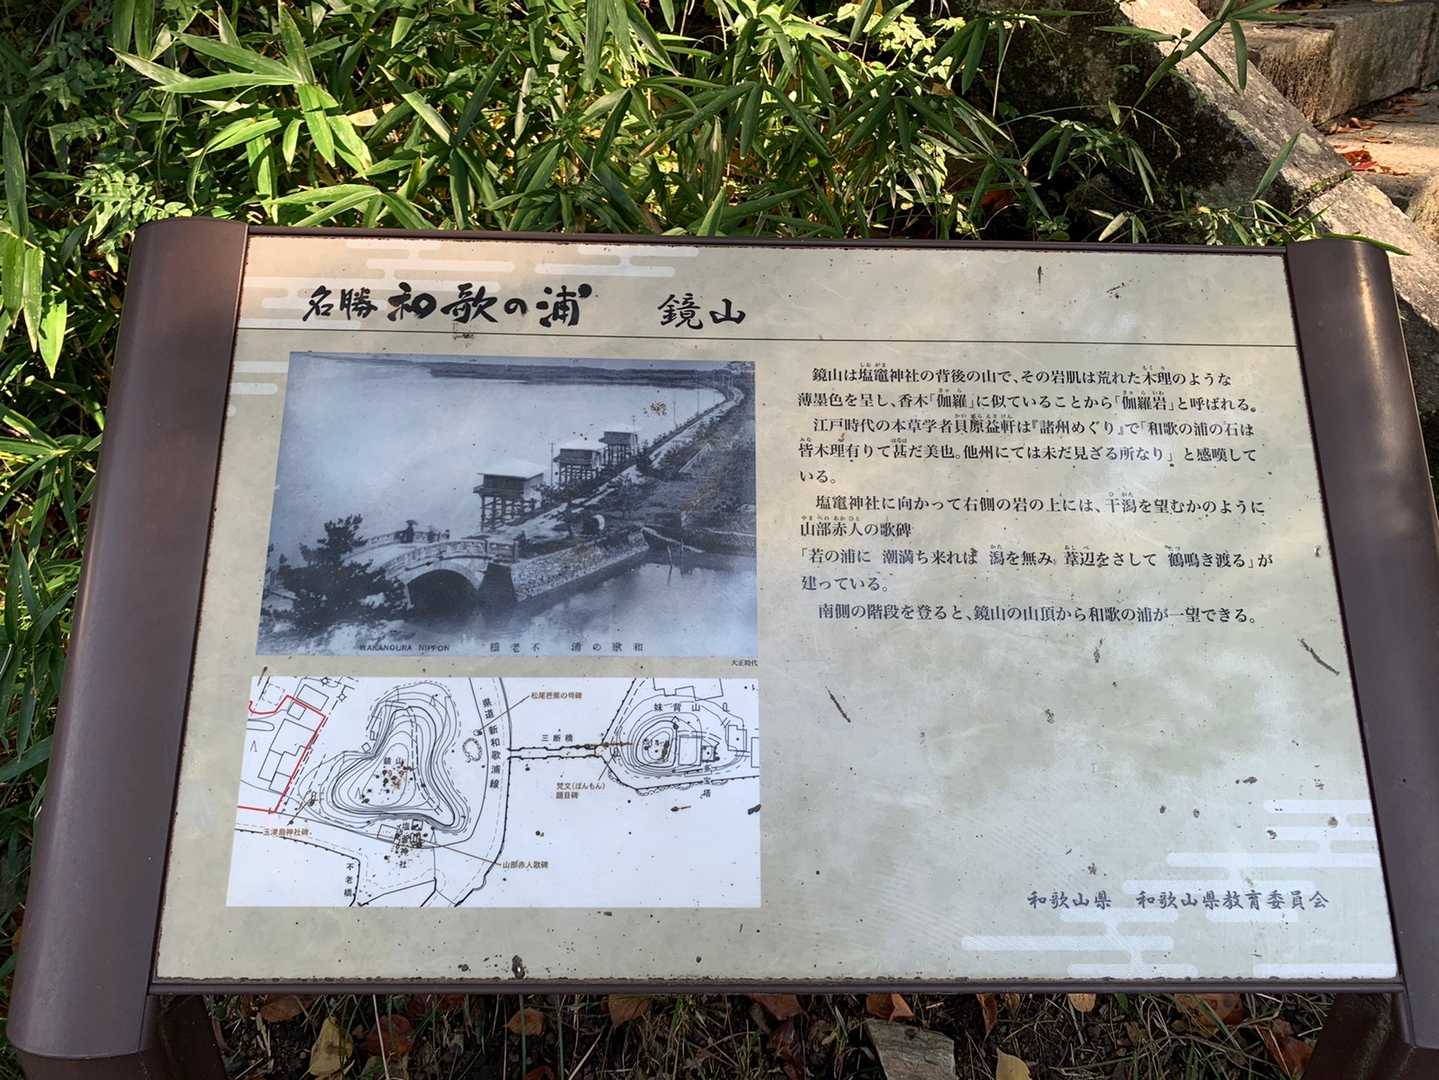 名勝 和歌の浦 鏡山
鏡山は塩竈神社の背後の山で、その岩肌は荒れた木理のような
薄墨色を呈し、香木「伽羅」に似ていることから「伽羅岩」と呼ばれる。
江戸時代の本草学者貝原益軒は『諸州めぐり』で「和歌の浦の石は
皆木理有りて甚だ美也。他州にては未だ見ざる所なり」と感嘆して
いる。
塩竈神社に向かって右側の岩の上には、干潟を望むかのように
山部赤人の歌碑
「若の浦に 潮満ち来れば 潟を無み 葦辺をさして 鶴鳴き渡る」が
建っている。
南側の階段を登ると、鏡山の山頂から和歌の浦が一望できる。
WAKANOURA NIPPON 橋老不 浦の歌和
大正時代
松尾芭蕉の句碑
県道 新和歌浦線
三断橋
妹背山
梵文(ぼんもん)
題目碑
多宝塔
鏡山
玉津島神社碑
塩竈神社
山部赤人歌碑
不老橋
和歌山県 和歌山県教育委員会